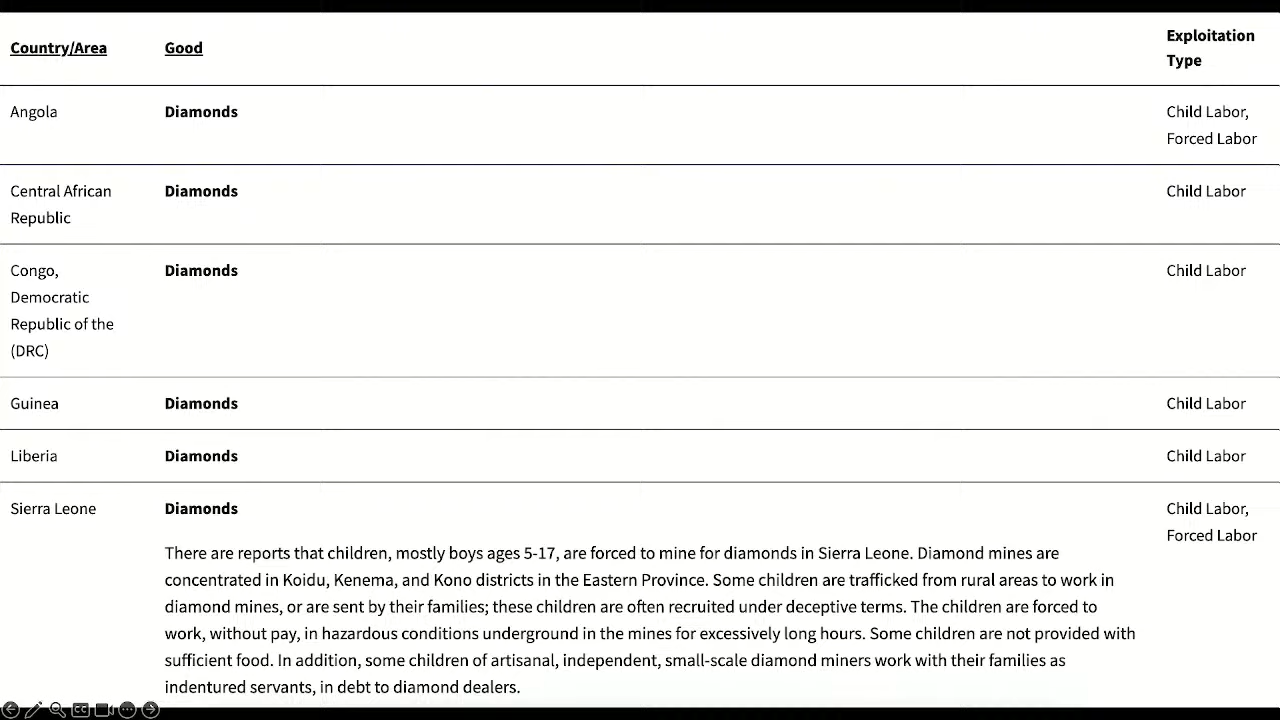 Country/Area Good Exploitation
Type
Angola Diamonds Child Labor,
Forced Labor
Central African Diamonds Child Labor
Republic
Congo, Diamonds Child Labor
Democratic
Republic of the
(DRC)
Guinea Diamonds Child Labor
Liberia Diamonds Child Labor
Sierra Leone Diamonds Child Labor,
Forced Labor
There are reports that children, mostly boys ages 5-17, are forced to mine for diamonds in Sierra Leone. Diamond mines are
concentrated in Koidu, Kenema, and Kono districts in the Eastern Province. Some children are trafficked from rural areas to work in
diamond mines, or are sent by their families; these children are often recruited under deceptive terms. The children are forced to
work, without pay, in hazardous conditions underground in the mines for excessively long hours. Some children are not provided with
sufficient food. In addition, some children of artisanal, independent, small-scale diamond miners work with their families as
indentured servants, in debt to diamond dealers.
CC